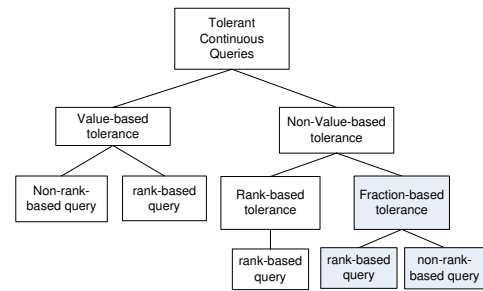 Tolerant
Continuous
Queries
Value-based
tolerance
Non-Value-based
tolerance
Non-rank-
based query
rank-based
query
Rank-based
tolerance
Fraction-based
tolerance
rank-based
query
rank-based
query
non-rank-
based query